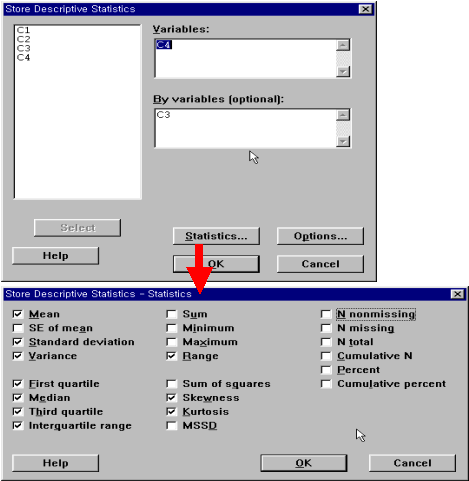 Store Descriptive Statistics
C1
C2
C3
C4
Variables:
C4
By variables (optional):
C3
Select
Statistics...
Options...
Help
OK
Cancel
Store Descriptive Statistics - Statistics
Mean
SE of mean
Standard deviation
Variance
First quartile
Median
Third quartile
Interquartile range
Sum
Minimum
Maximum
Range
Sum of squares
Skewness
Kurtosis
MSSD
N nonmissing
N missing
N total
Cumulative N
Percent
Cumulative percent
Help
OK
Cancel